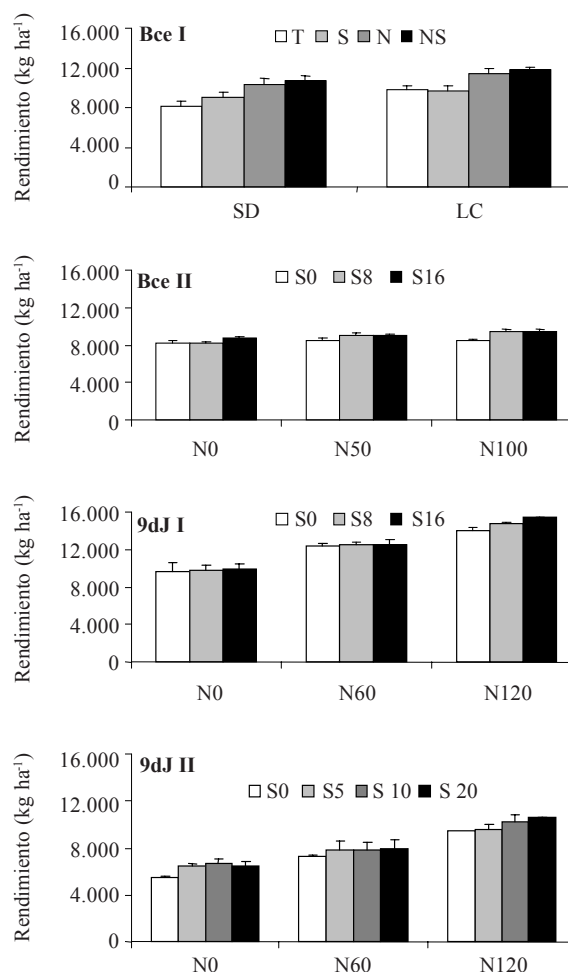 Rendimiento (kg ha⁻¹)
Bce I
T S N NS
16.000
12.000
8.000
4.000
0
SD LC
Rendimiento (kg ha⁻¹)
Bce II
S0 S8 S16
16.000
12.000
8.000
4.000
0
N0 N50 N100
Rendimiento (kg ha⁻¹)
9dJ I
S0 S8 S16
16.000
12.000
8.000
4.000
0
N0 N60 N120
Rendimiento (kg ha⁻¹)
9dJ II
S0 S5 S 10 S 20
16.000
12.000
8.000
4.000
0
N0 N60 N120